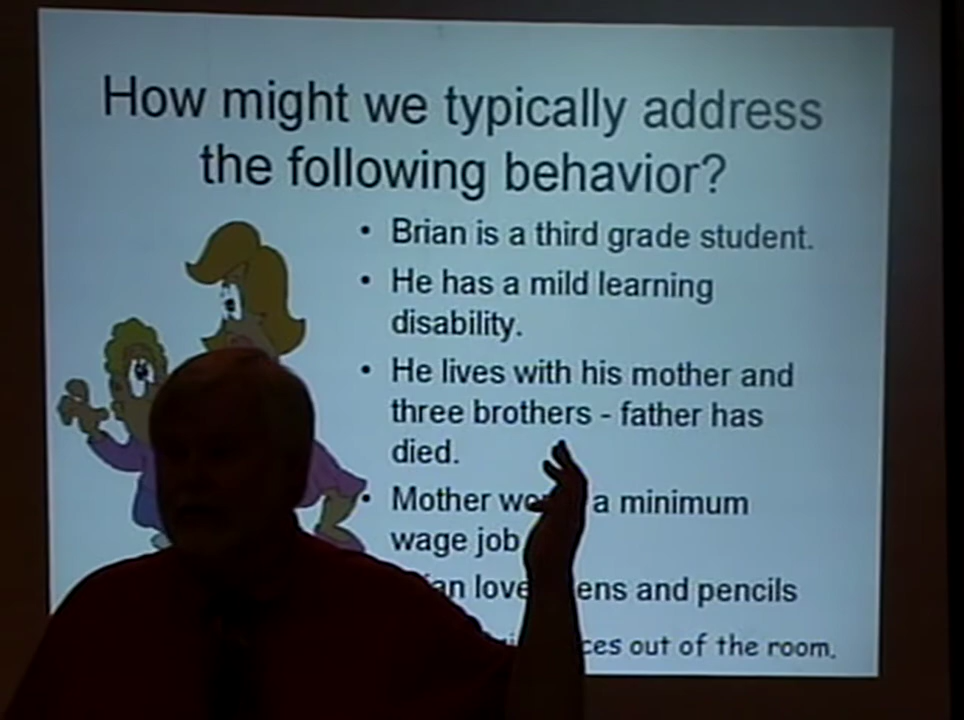 How might we typically address
the following behavior?
• Brian is a third grade student.
• He has a mild learning
disability.
• He lives with his mother and
three brothers - father has
died.
• Mother a minimum
wage job
and pencils
out of the room.